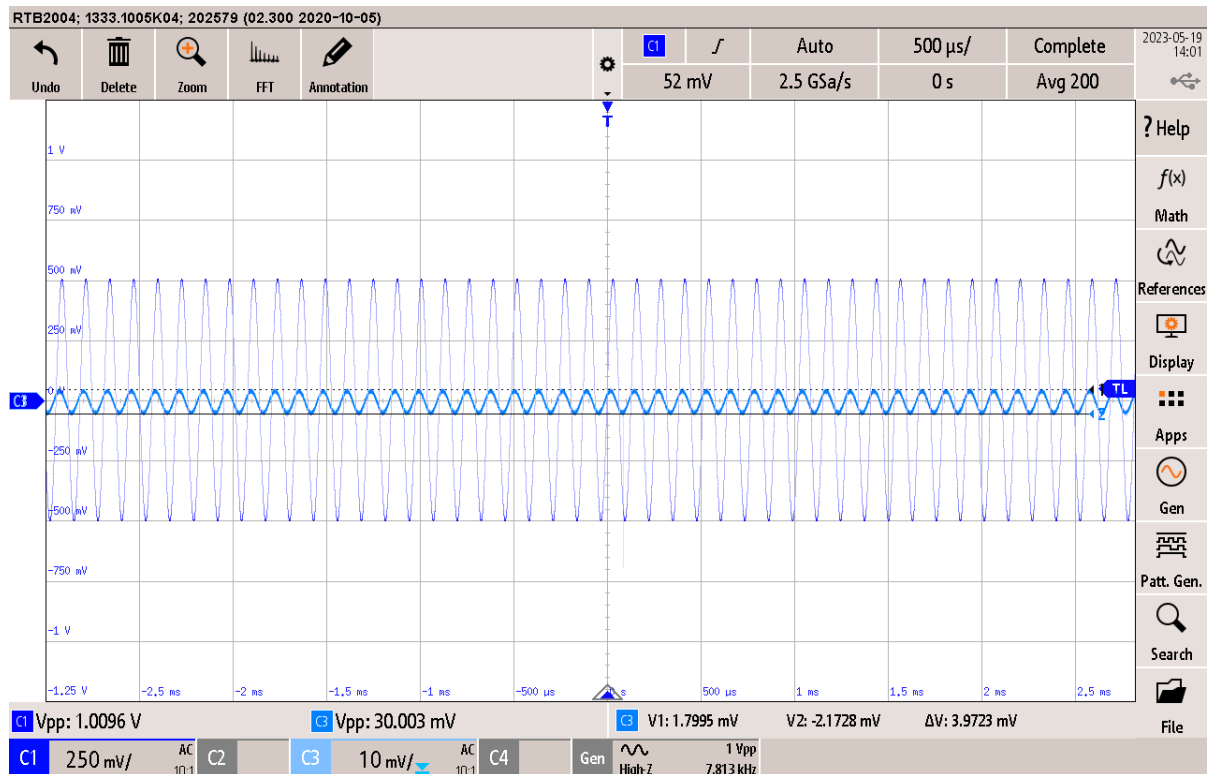 RTB2004; 1333.1005K04; 202579 (02.300 2020-10-05)
Undo
Delete
Zoom
FFT
Annotation
C1
Auto
500 µs/
Complete
52 mV
2.5 GSa/s
0 s
Avg 200
2023-05-19
14:01
T
1 V
750 mV
500 mV
250 mV
0 V
-250 mV
-500 mV
-750 mV
-1 V
-1.25 V
-2.5 ms
-2 ms
-1.5 ms
-1 ms
-500 µs
0 s
500 µs
1 ms
1.5 ms
2 ms
2.5 ms
C3
1
TL
2
? Help
f(x)
Math
References
Display
Apps
Gen
Patt. Gen.
Search
File
C1 Vpp: 1.0096 V
C3 Vpp: 30.003 mV
C3 V1: 1.7995 mV V2: -2.1728 mV ΔV: 3.9723 mV
C1 250 mV/ AC 10:1
C2
C3 10 mV/ AC 10:1
C4
Gen High-Z 1 Vpp 7.813 kHz